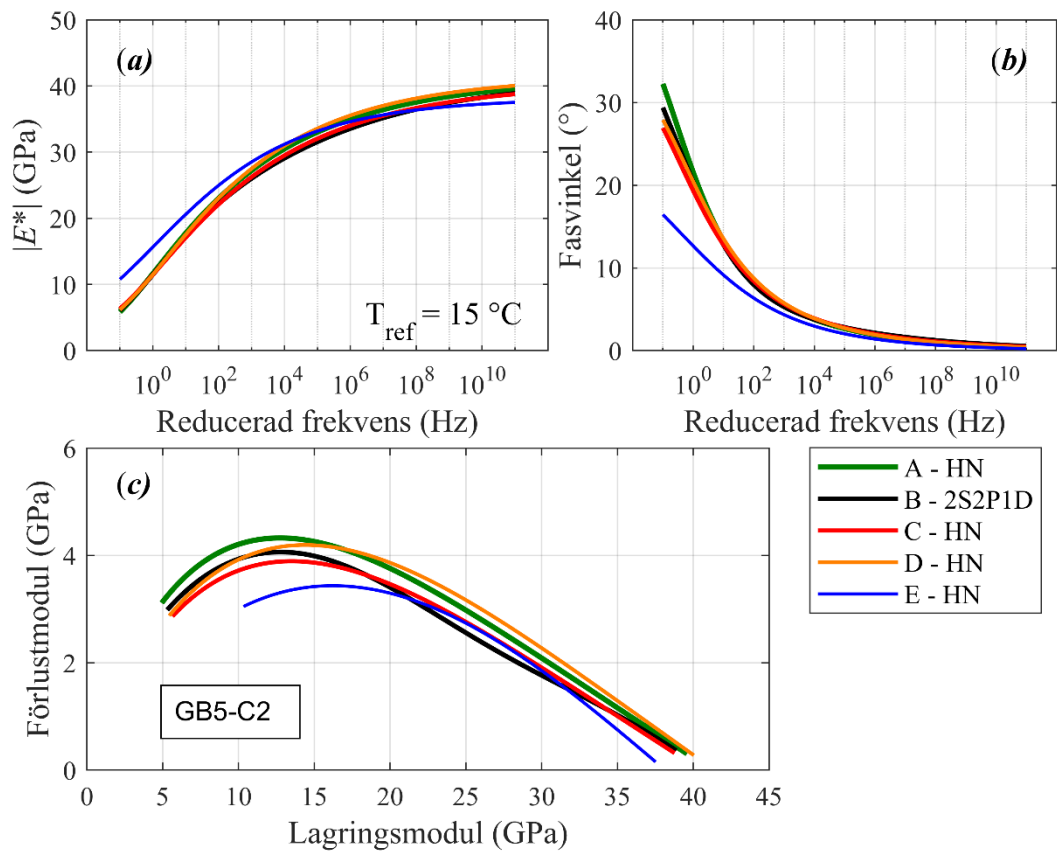 50
40
30
20
10
0
|E*| (GPa)
(a)
T_ref = 15 °C
10^0 10^2 10^4 10^6 10^8 10^10
Reducerad frekvens (Hz)
40
30
20
10
0
Fasvinkel (°)
(b)
10^0 10^2 10^4 10^6 10^8 10^10
Reducerad frekvens (Hz)
6
4
2
0
Förlustmodul (GPa)
(c)
GB5-C2
0 5 10 15 20 25 30 35 40 45
Lagringsmodul (GPa)
A - HN
B - 2S2P1D
C - HN
D - HN
E - HN